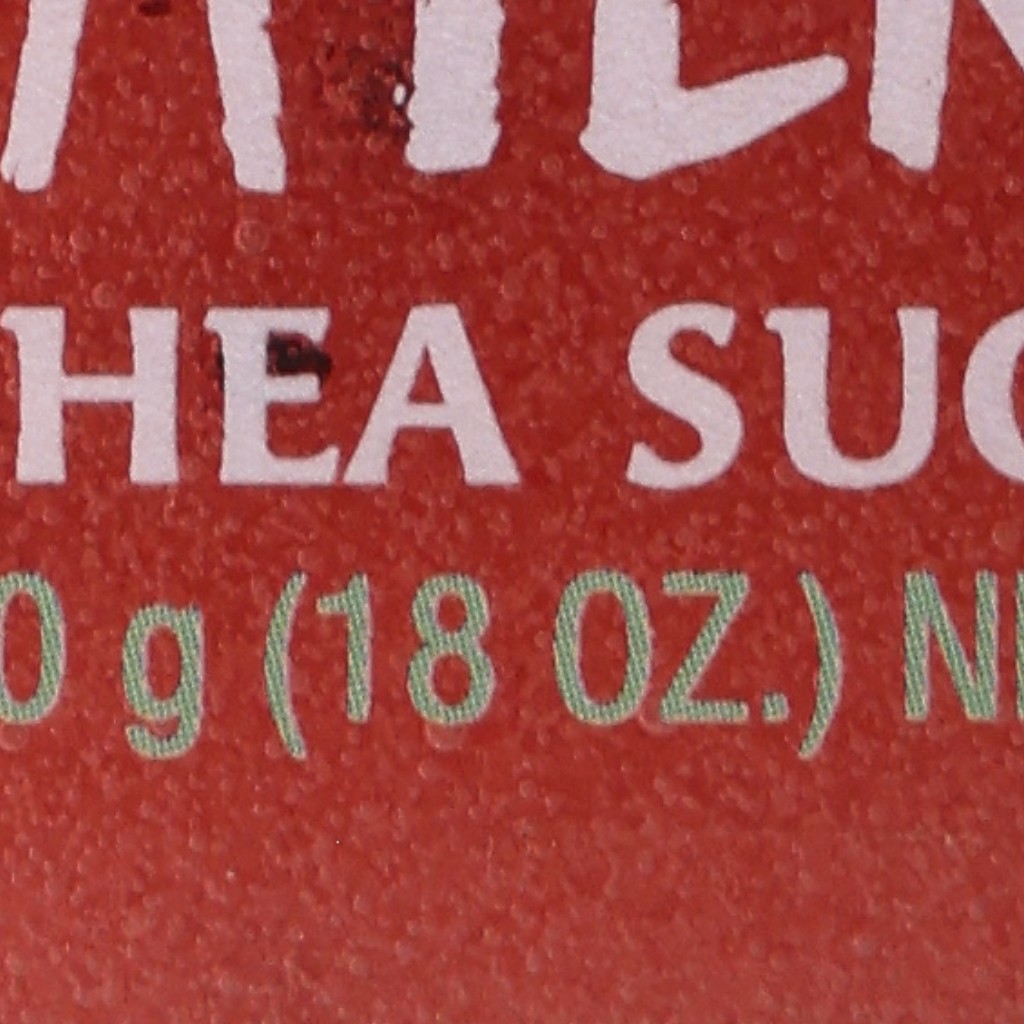 HEA SUG
0 g (18 OZ.) N